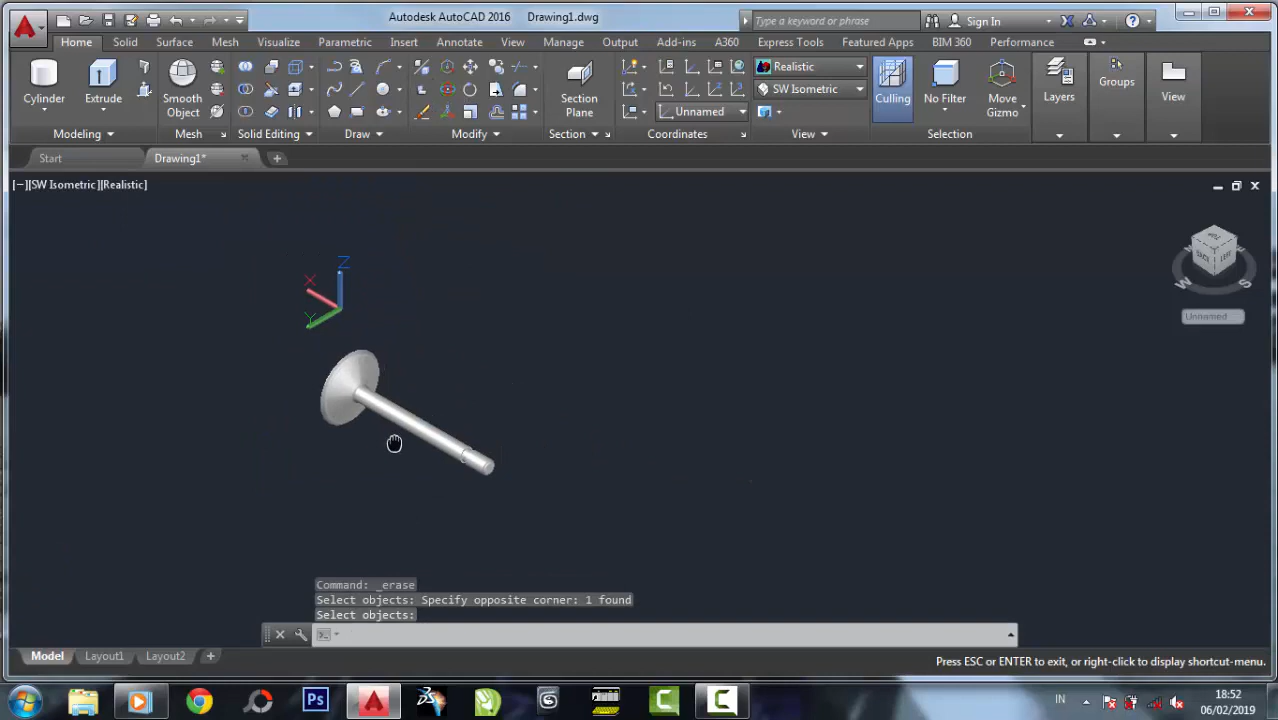 Autodesk AutoCAD 2016 Drawing1.dwg
Type a keyword or phrase
Sign In
Home Solid Surface Mesh Visualize Parametric Insert Annotate View Manage Output Add-ins A360 Express Tools Featured Apps BIM 360 Performance
Cylinder
Extrude
Smooth Object
Section Plane
Realistic
SW Isometric
Unnamed
Culling
No Filter
Move Gizmo
Layers
Groups
View
Modeling
Mesh
Solid Editing
Draw
Modify
Section
Coordinates
View
Selection
Start
Drawing1*
[−][SW Isometric][Realistic]
Z
X
Y
W
S
Unnamed
Command: _erase
Select objects: Specify opposite corner: 1 found
Select objects:
Model Layout1 Layout2
Press ESC or ENTER to exit, or right-click to display shortcut-menu.
Ps
IN
18:52
06/02/2019